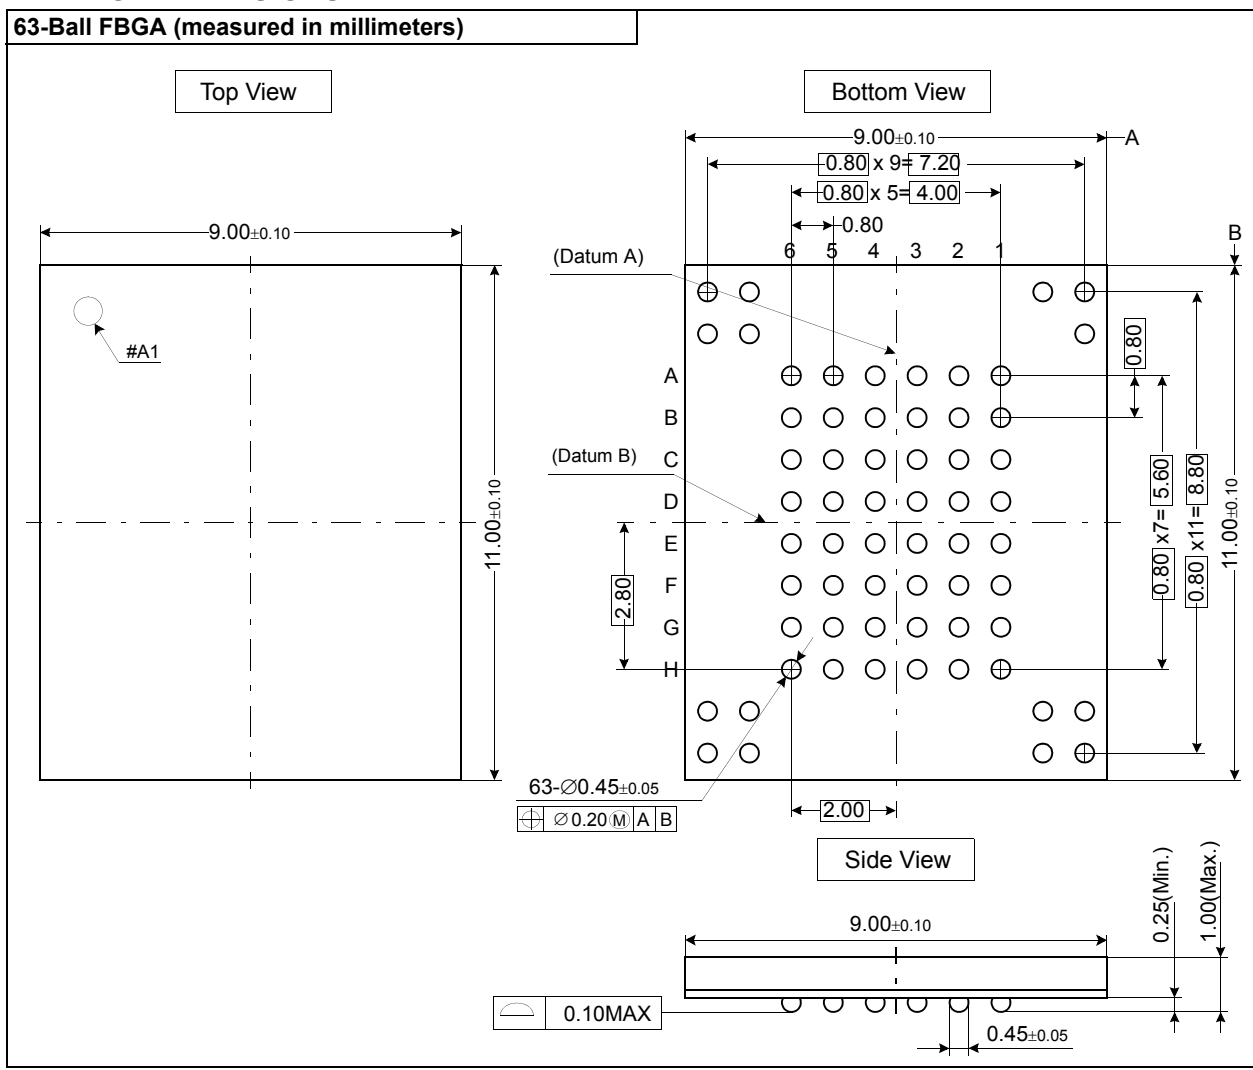 63-Ball FBGA (measured in millimeters)
Top View
Bottom View
9.00±0.10
A
0.80 x 9= 7.20
0.80 x 5= 4.00
0.80
9.00±0.10
6 5 4 3 2 1
B
(Datum A)
#A1
0.80
A
B
C
(Datum B)
D
E
F
G
H
11.00±0.10
2.80
0.80 x7= 5.60
0.80 x11= 8.80
11.00±0.10
63-∅0.45±0.05
∅ 0.20 Ⓜ A B
2.00
Side View
9.00±0.10
0.25(Min.)
1.00(Max.)
0.10MAX
0.45±0.05